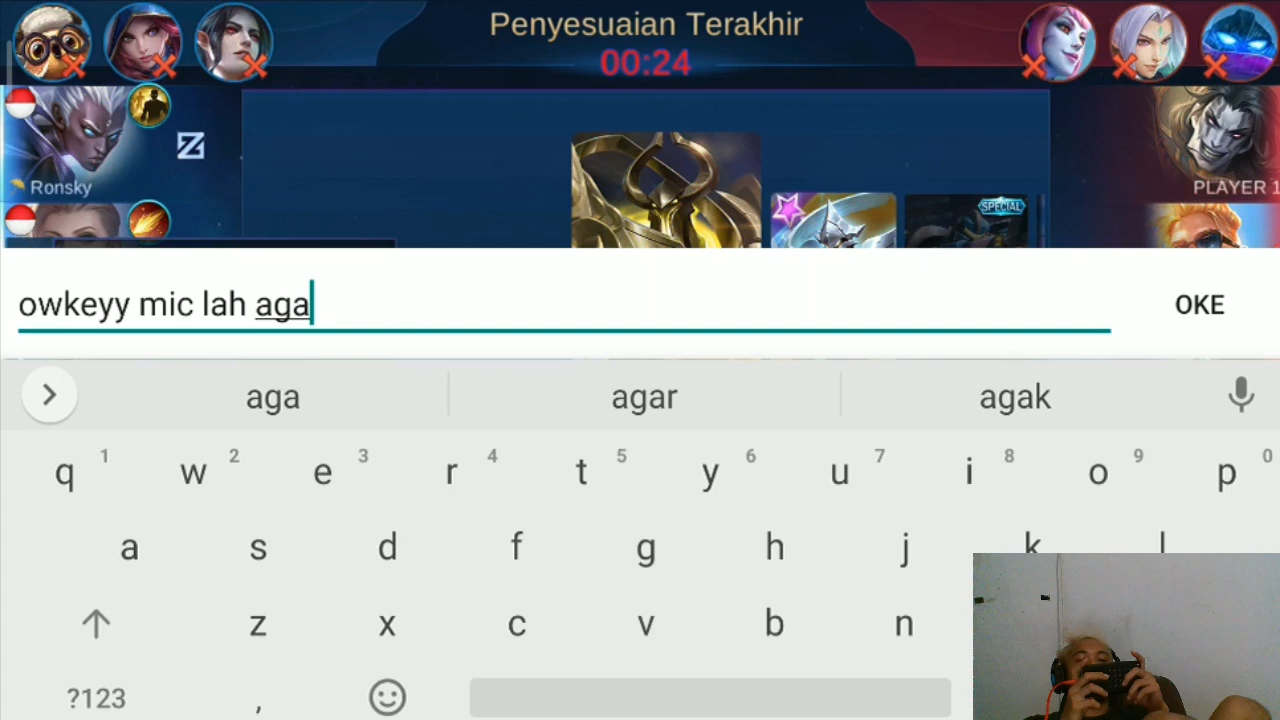 Penyesuaian Terakhir
00:24
Ronsky
PLAYER 1
SPECIAL
owkeyy mic lah aga
OKE
aga agar agak
q 1 w 2 e 3 r 4 t 5 y 6 u 7 i 8 o 9 p 0
a s d f g h j k l
z x c v b n
?123 ,